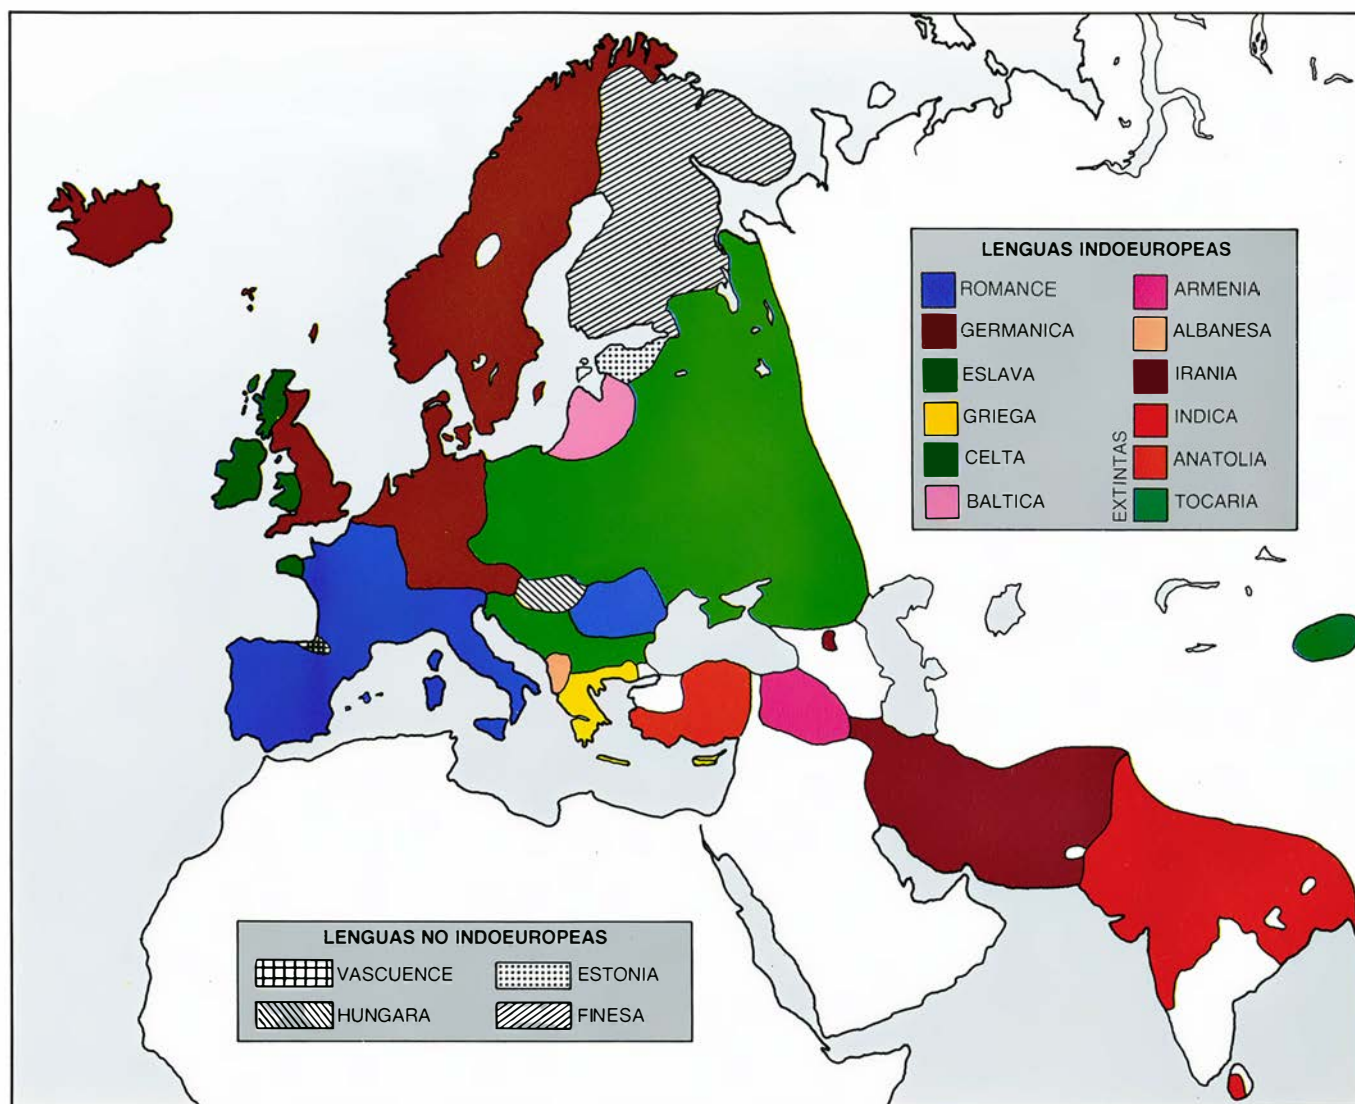 LENGUAS INDOEUROPEAS
ROMANCE
GERMANICA
ESLAVA
GRIEGA
CELTA
BALTICA
ARMENIA
ALBANESA
IRANIA
INDICA
EXTINTAS
ANATOLIA
TOCARIA
LENGUAS NO INDOEUROPEAS
VASCUENCE
ESTONIA
HUNGARA
FINESA